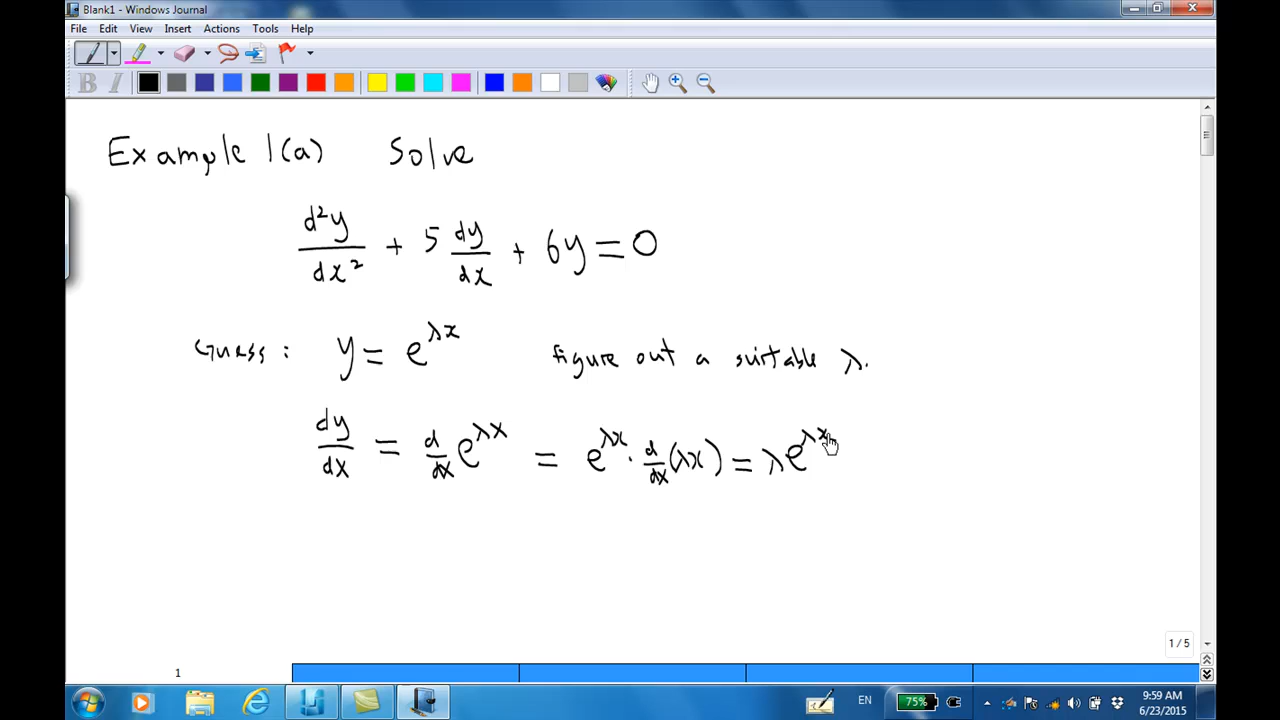 Blank1 - Windows Journal
File Edit View Insert Actions Tools Help
B I
Example 1(a) Solve
d²y/dx² + 5 dy/dx + 6y = 0
Guess: y = e^λx figure out a suitable λ.
dy/dx = d/dx e^λx = e^λx · d/dx (λx) = λe^λx
1 / 5
1
EN 75% 9:59 AM
6/23/2015